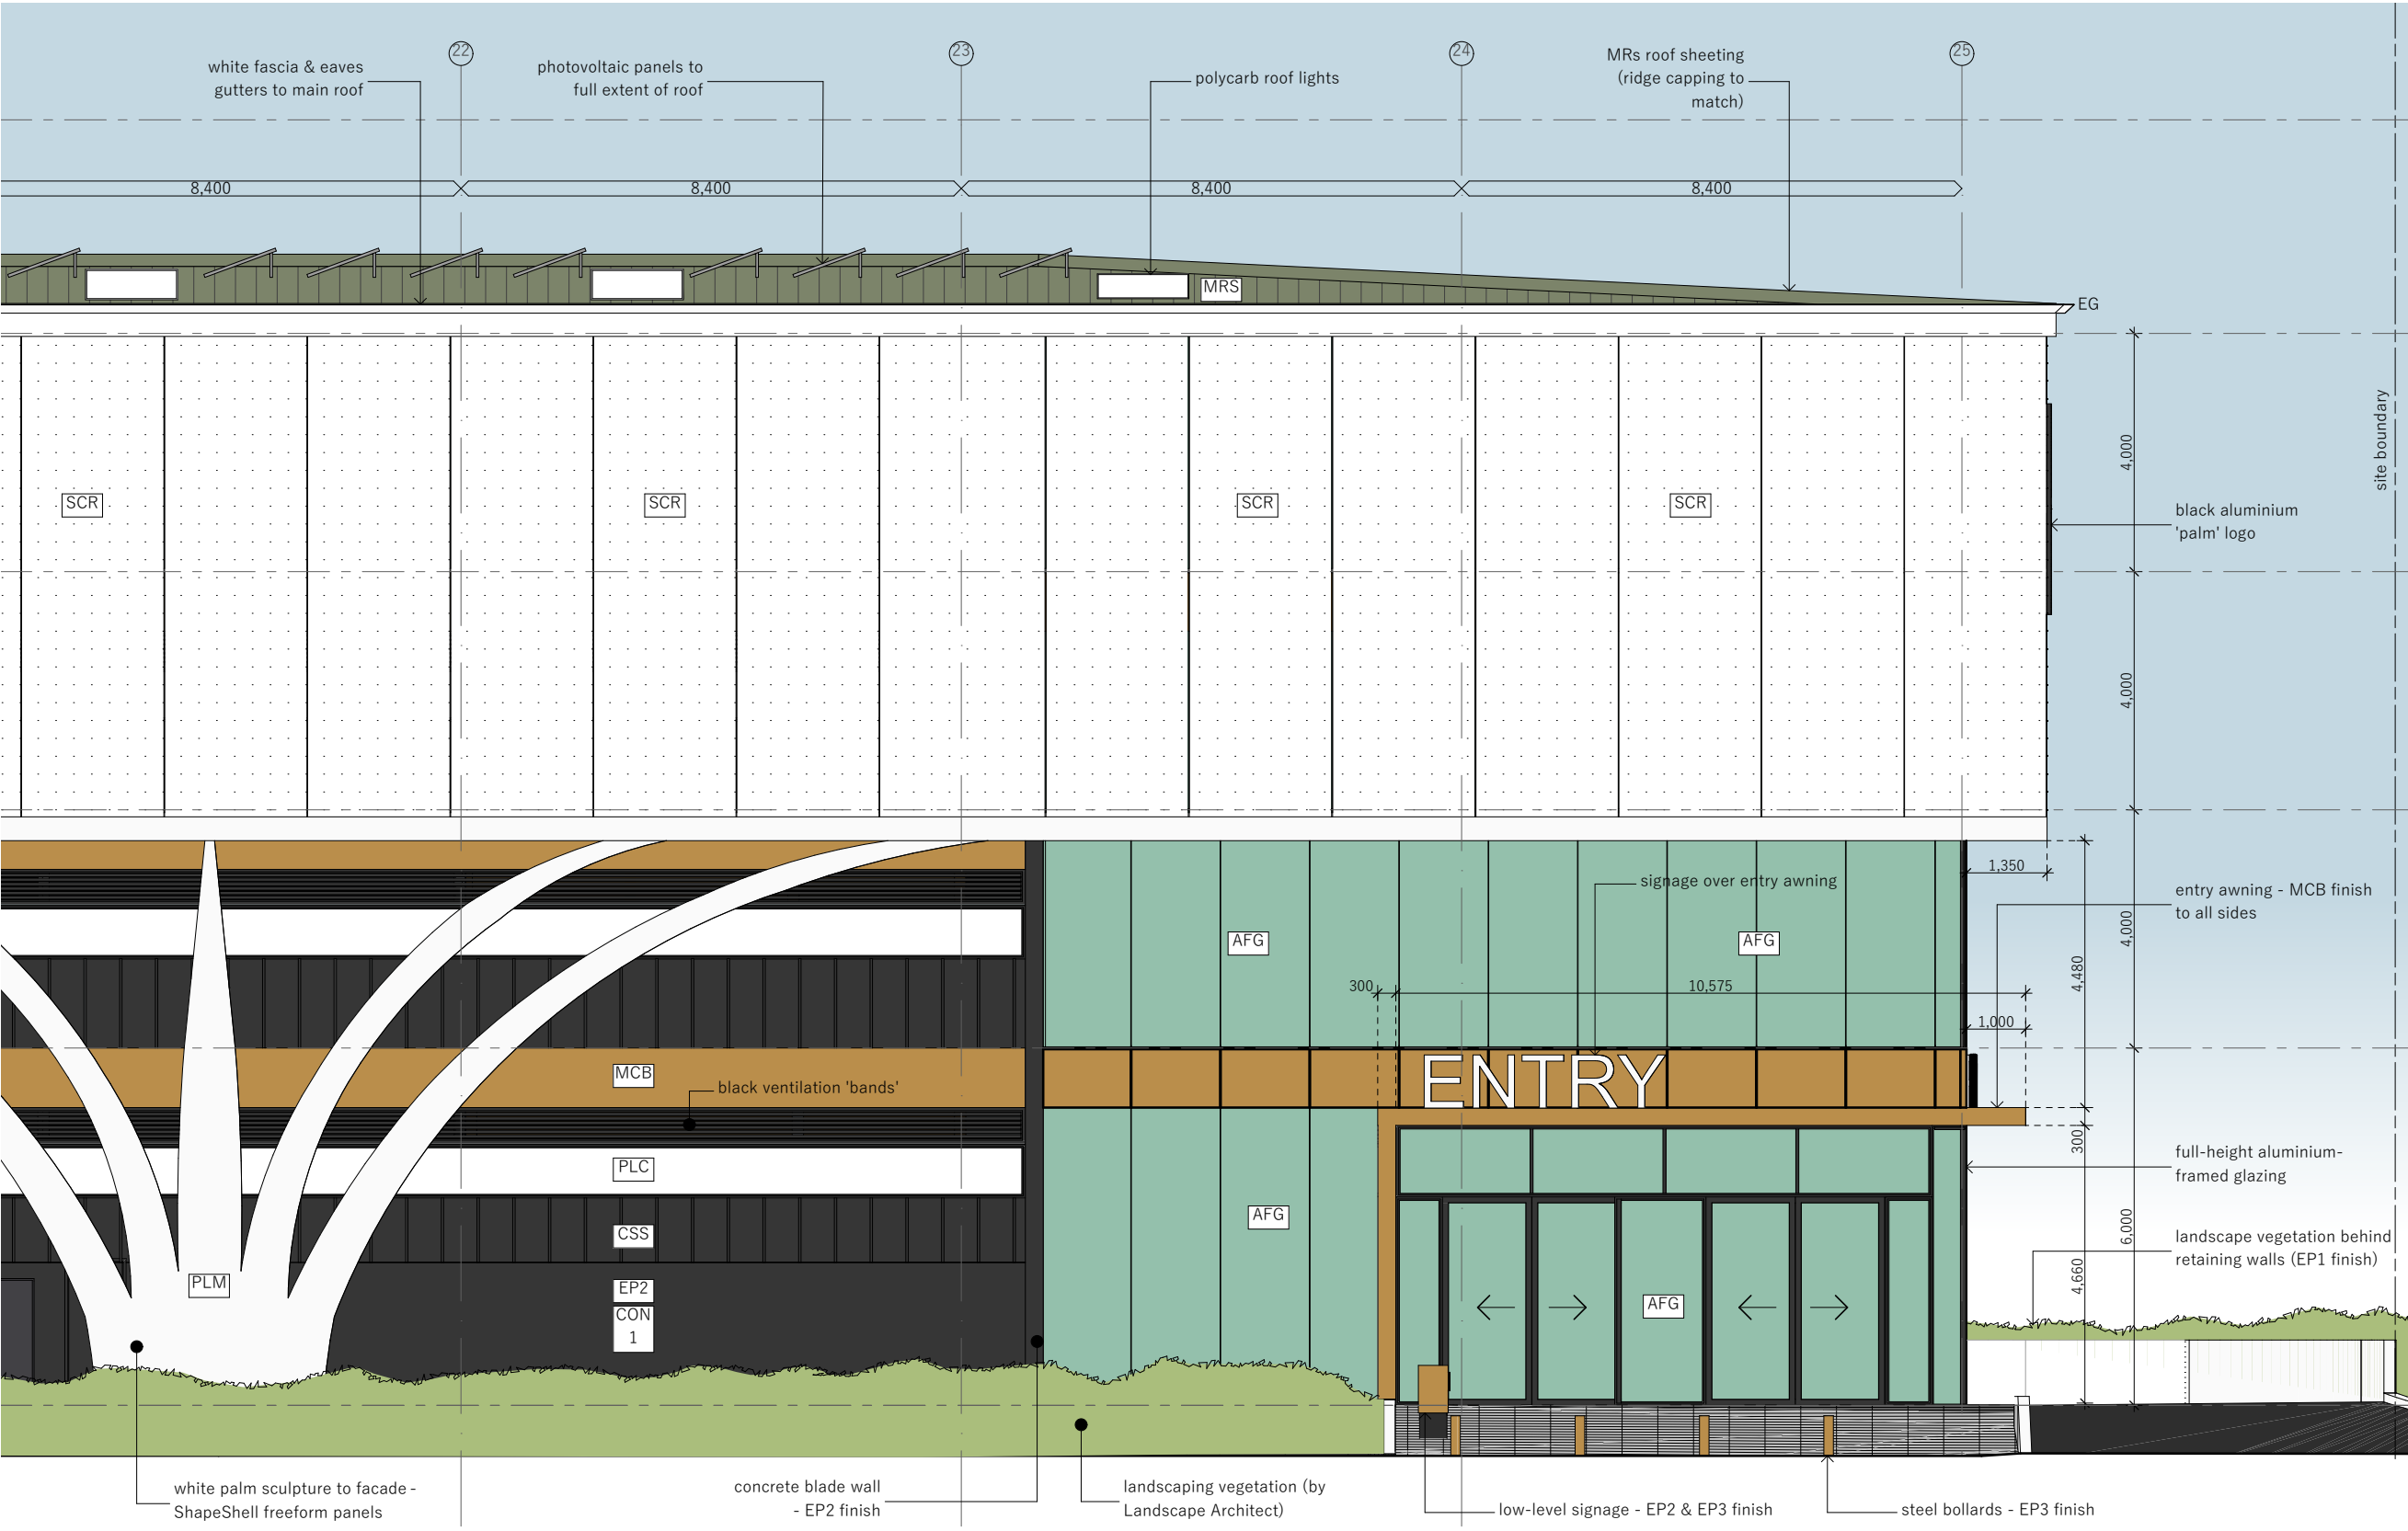 22
23
24
25
white fascia & eaves
gutters to main roof
photovoltaic panels to
full extent of roof
polycarb roof lights
MRs roof sheeting
(ridge capping to
match)
8,400
8,400
8,400
8,400
MRS
EG
SCR
SCR
SCR
SCR
4,000
site boundary
black aluminium
'palm' logo
4,000
1,350
signage over entry awning
entry awning - MCB finish
to all sides
AFG
AFG
4,000
4,480
300
10,575
1,000
MCB
black ventilation 'bands'
ENTRY
300
PLC
full-height aluminium-
framed glazing
AFG
CSS
6,000
landscape vegetation behind
retaining walls (EP1 finish)
4,660
PLM
EP2
CON
1
AFG
white palm sculpture to facade -
ShapeShell freeform panels
concrete blade wall
- EP2 finish
landscaping vegetation (by
Landscape Architect)
low-level signage - EP2 & EP3 finish
steel bollards - EP3 finish